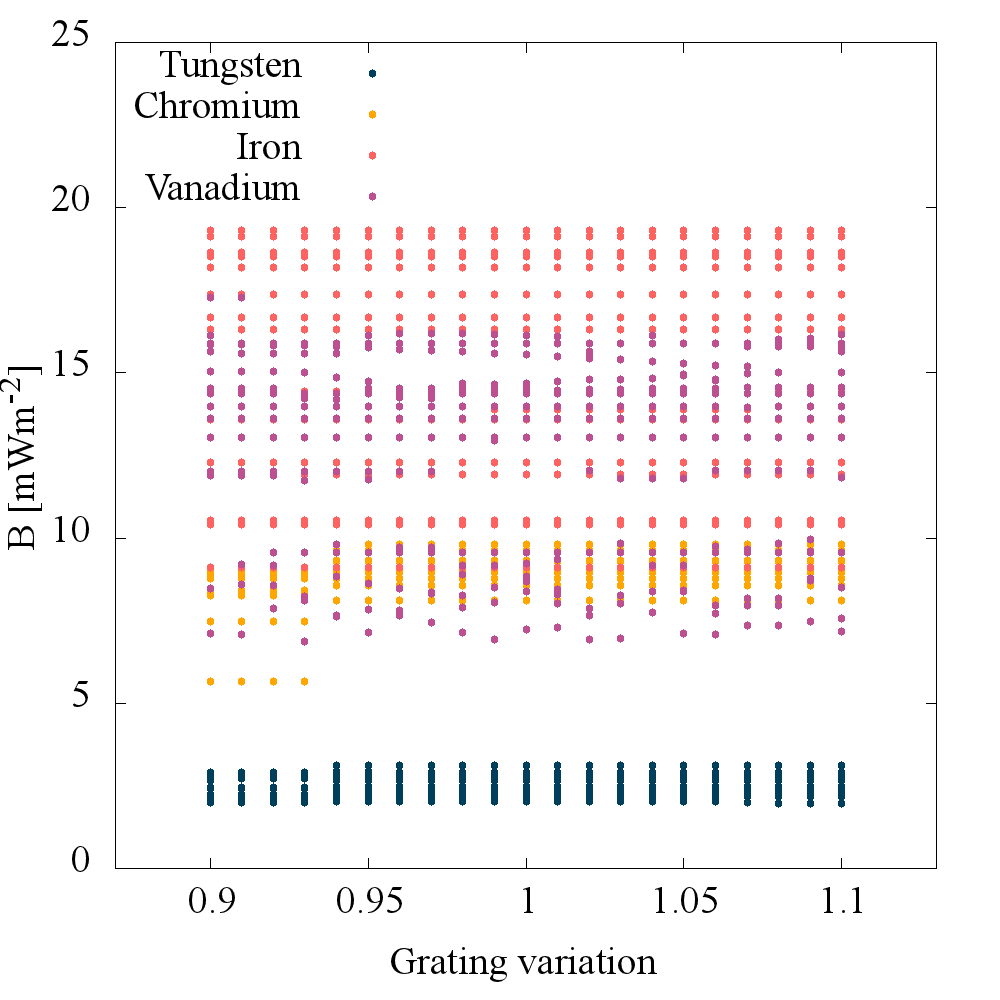 25
20
15
10
5
0
B [mWm-2]
Tungsten
Chromium
Iron
Vanadium
0.9 0.95 1 1.05 1.1
Grating variation